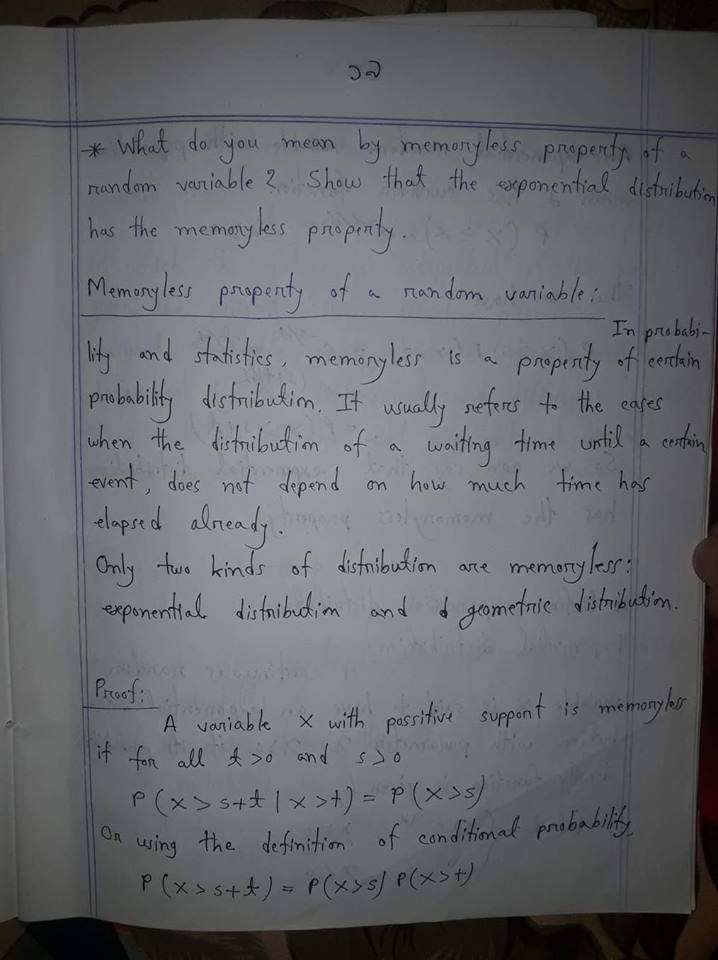 ১৯
* What do you mean by memoryless property of a
random variable? Show that the exponential distribution
has the memoryless property.
Memoryless property of a random variable:
In probabi-
lity and statistics, memoryless is a property of certain
probability distribution. It usually refers to the cases
when the distribution of a waiting time until a certain
event, does not depend on how much time has
elapsed already.
Only two kinds of distribution are memoryless:
exponential distribution and geometric distribution.
Proof:
A variable X with possitive support is memoryless
if for all t>0 and s>0
P(X>s+t|X>t) = P(X>s)
Or using the definition of conditional probability
P(X>s+t) = P(X>s) P(X>t)